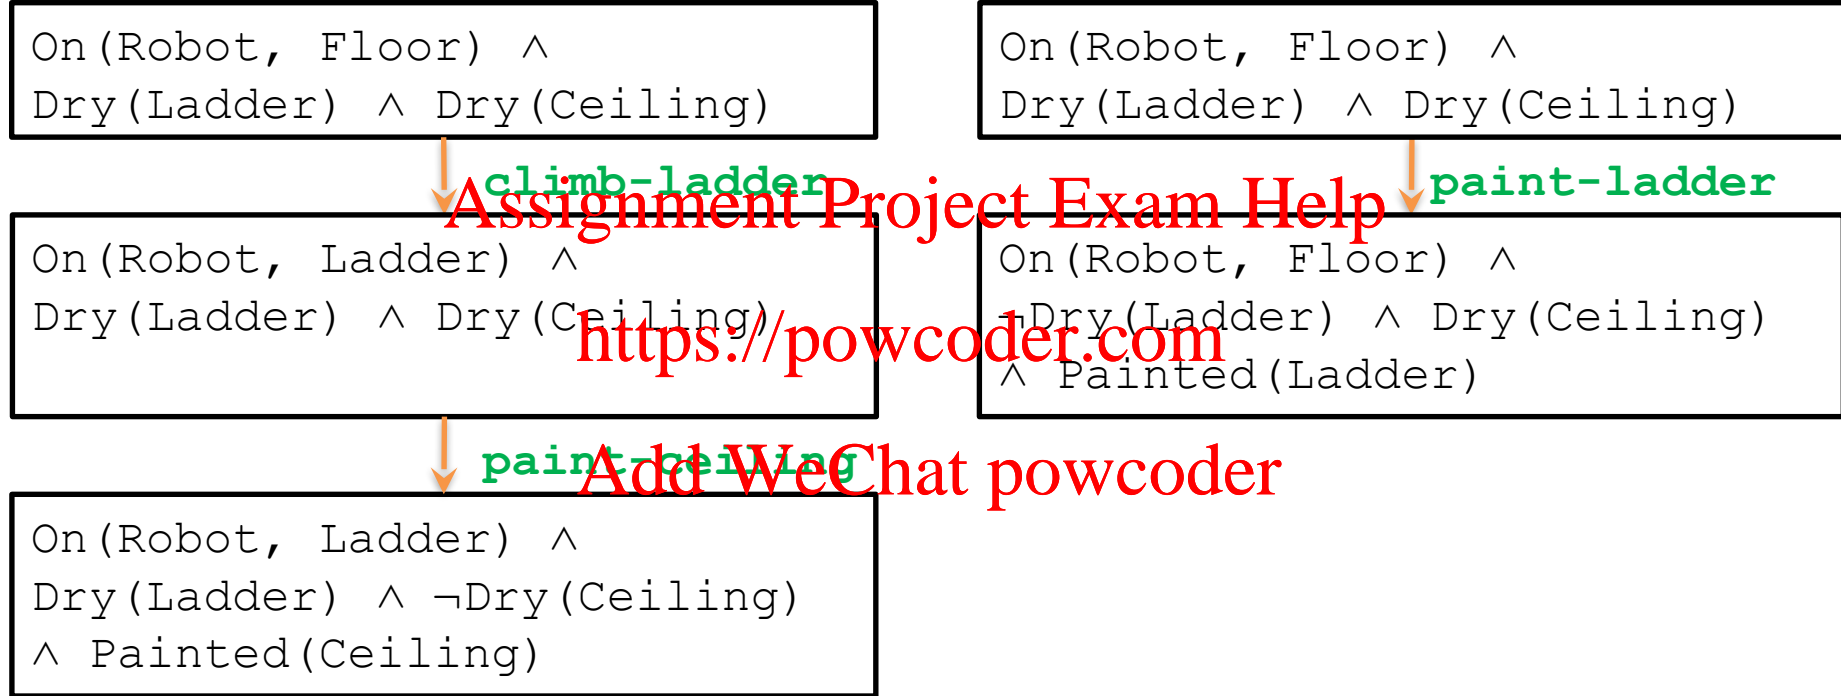 On(Robot, Floor) ∧
Dry(Ladder) ∧ Dry(Ceiling)
climb-ladder
On(Robot, Ladder) ∧
Dry(Ladder) ∧ Dry(Ceiling)
paint-ceiling
On(Robot, Ladder) ∧
Dry(Ladder) ∧ ¬Dry(Ceiling)
∧ Painted(Ceiling)
On(Robot, Floor) ∧
Dry(Ladder) ∧ Dry(Ceiling)
paint-ladder
On(Robot, Floor) ∧
¬Dry(Ladder) ∧ Dry(Ceiling)
∧ Painted(Ladder)
Assignment Project Exam Help
https://powcoder.com
Add WeChat powcoder